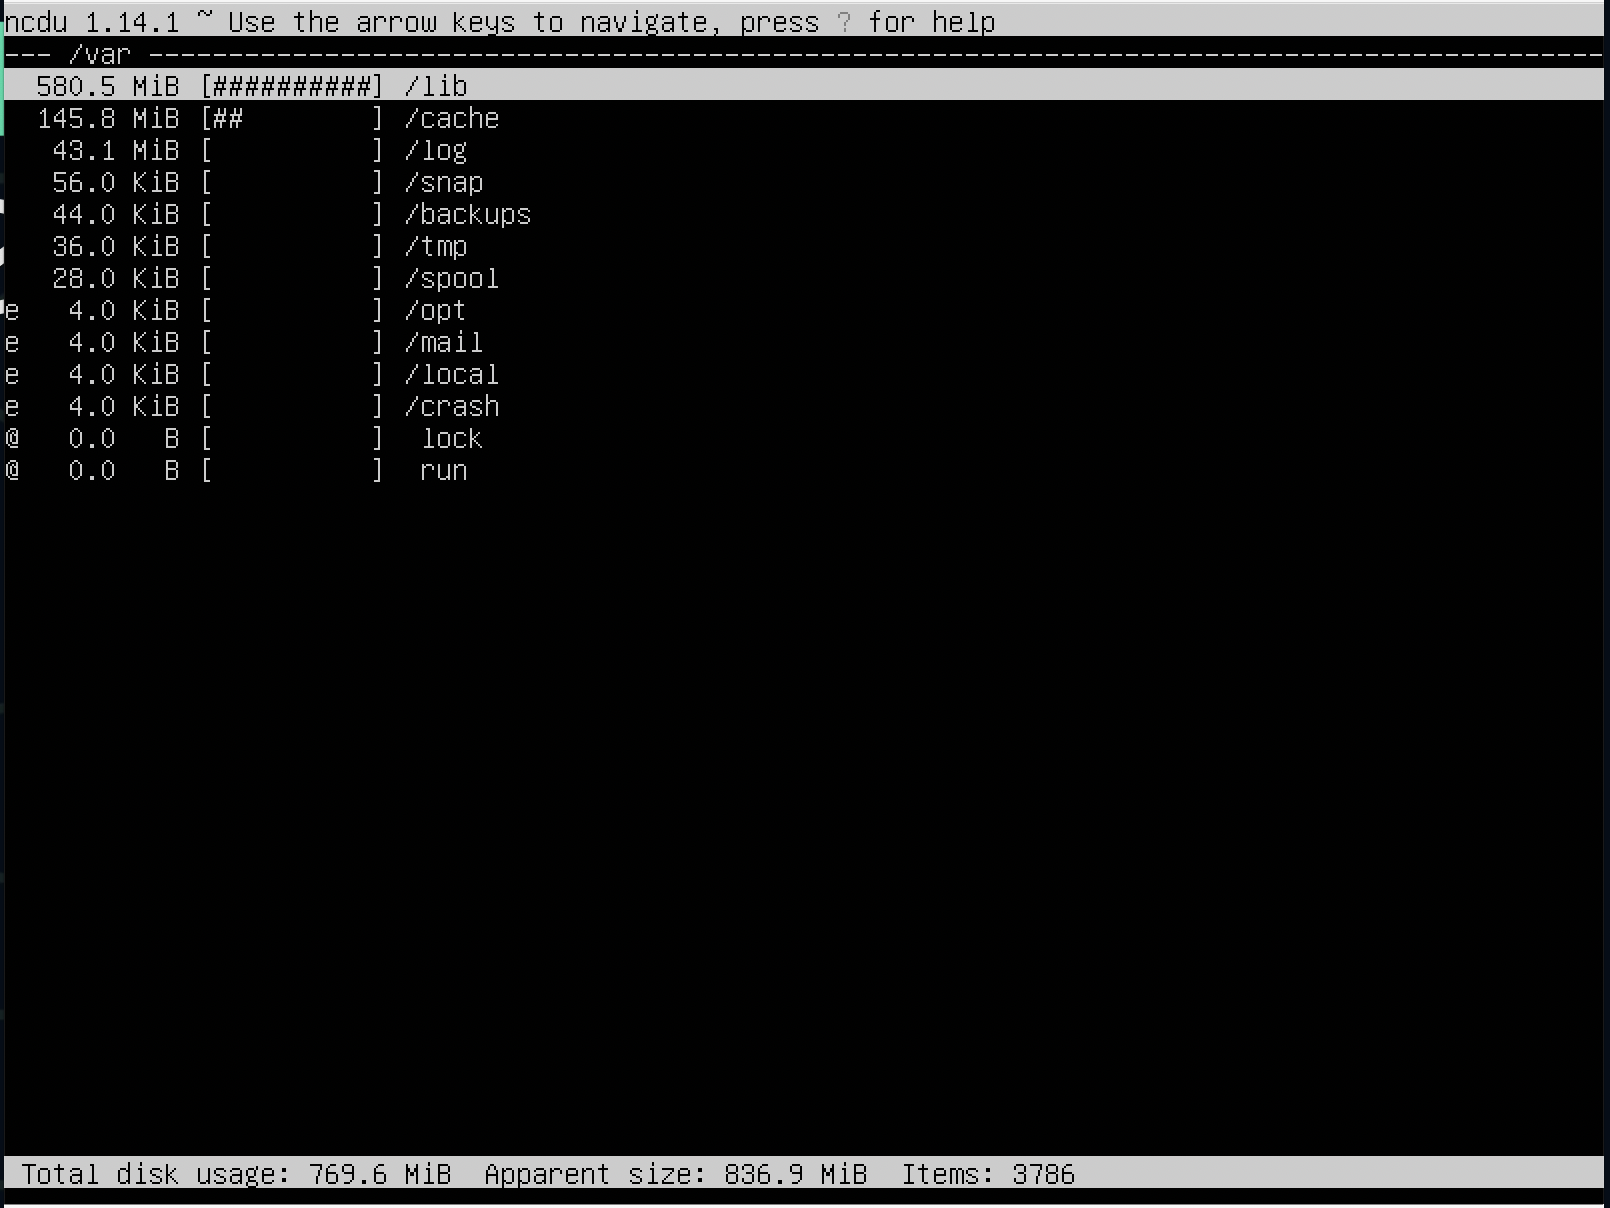 ncdu 1.14.1 ~ Use the arrow keys to navigate, press ? for help
--- /var -------------------------------------------------------------------------------------------
  580.5 MiB [##########] /lib
  145.8 MiB [##        ] /cache
   43.1 MiB [          ] /log
   56.0 KiB [          ] /snap
   44.0 KiB [          ] /backups
   36.0 KiB [          ] /tmp
   28.0 KiB [          ] /spool
e   4.0 KiB [          ] /opt
e   4.0 KiB [          ] /mail
e   4.0 KiB [          ] /local
e   4.0 KiB [          ] /crash
@   0.0   B [          ]  lock
@   0.0   B [          ]  run
 Total disk usage: 769.6 MiB  Apparent size: 836.9 MiB  Items: 3786